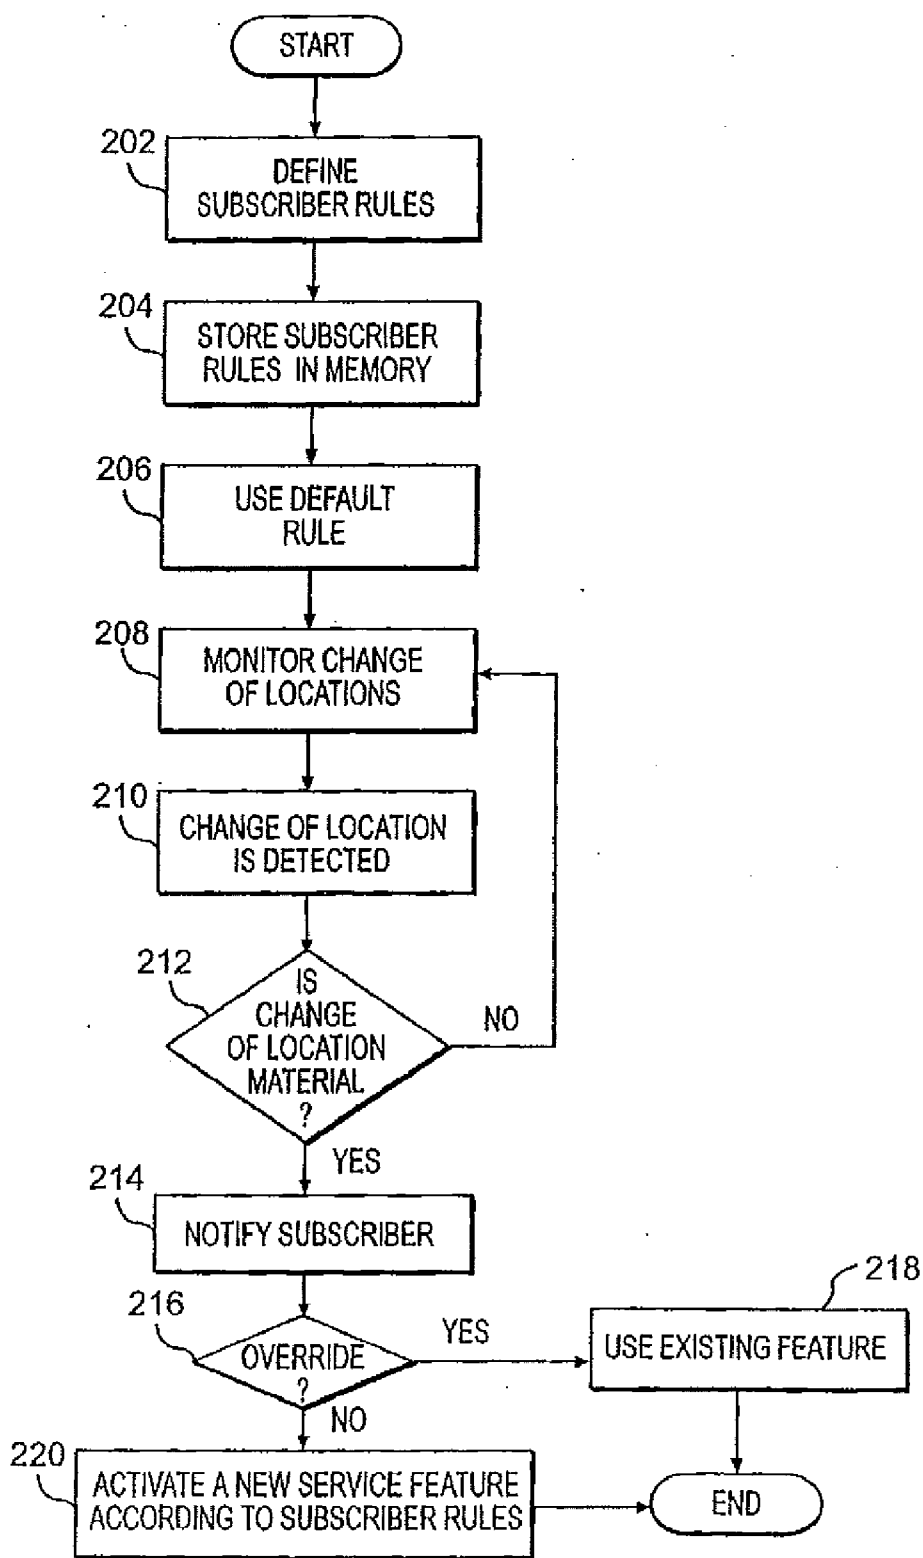 START
202
DEFINE
SUBSCRIBER RULES
204
STORE SUBSCRIBER
RULES IN MEMORY
206
USE DEFAULT
RULE
208
MONITOR CHANGE
OF LOCATIONS
210
CHANGE OF LOCATION
IS DETECTED
212
IS
CHANGE
OF LOCATION
MATERIAL
?
NO
YES
214
NOTIFY SUBSCRIBER
216
OVERRIDE
?
YES
218
USE EXISTING FEATURE
NO
220
ACTIVATE A NEW SERVICE FEATURE
ACCORDING TO SUBSCRIBER RULES
END